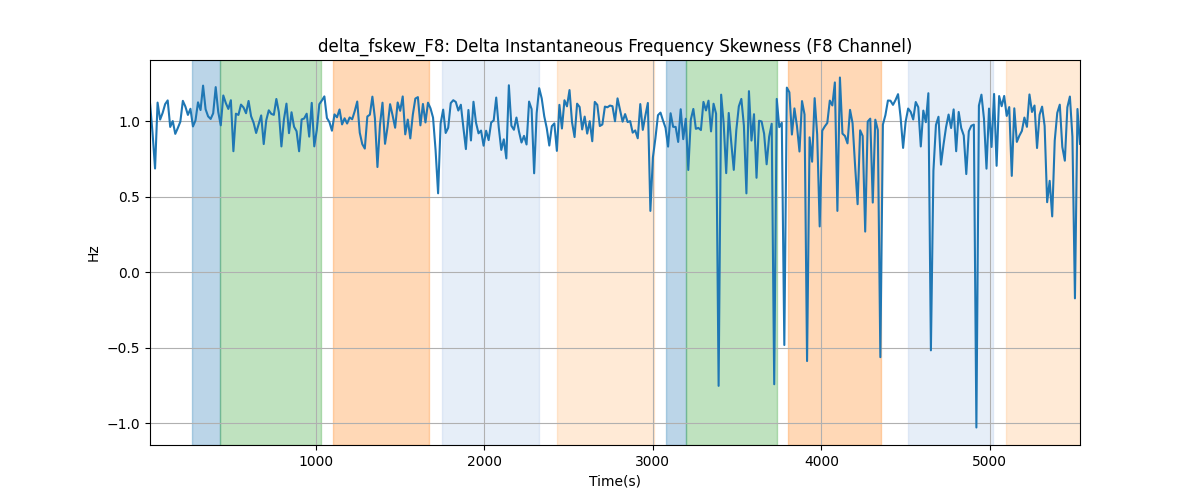 delta_fskew_F8: Delta Instantaneous Frequency Skewness (F8 Channel)
Hz
1.0
0.5
0.0
−0.5
−1.0
1000 2000 3000 4000 5000
Time(s)